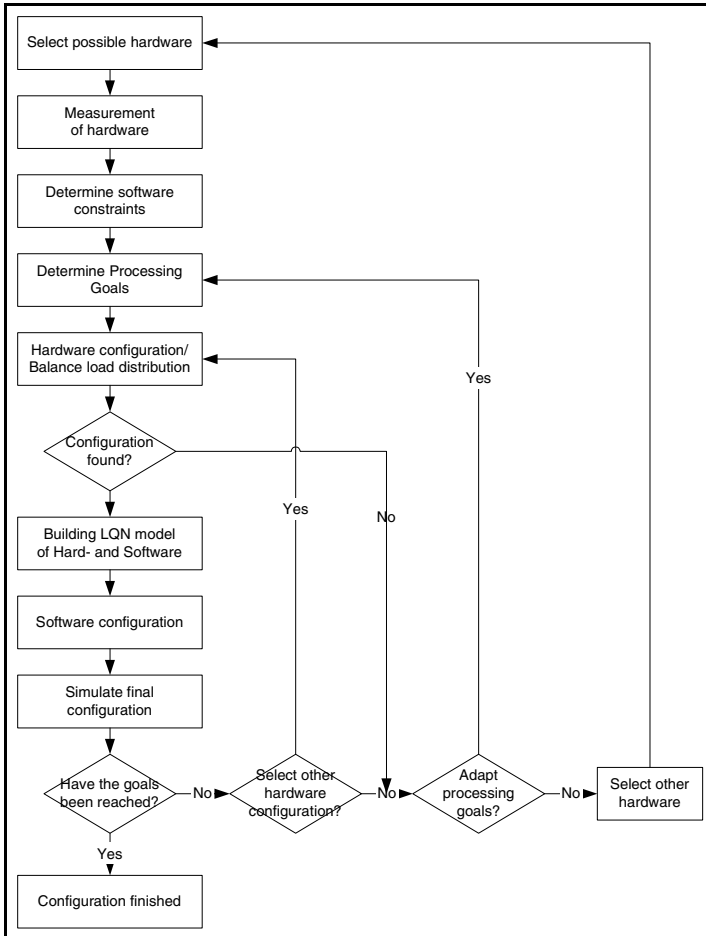 Select possible hardware
Measurement
of hardware
Determine software
constraints
Determine Processing
Goals
Hardware configuration/
Balance load distribution
Yes
Configuration
found?
Yes
No
Building LQN model
of Hard- and Software
Software configuration
Simulate final
configuration
Have the goals
been reached?
No
Select other
hardware
configuration?
No
Adapt
processing
goals?
No
Select other
hardware
Yes
Configuration finished